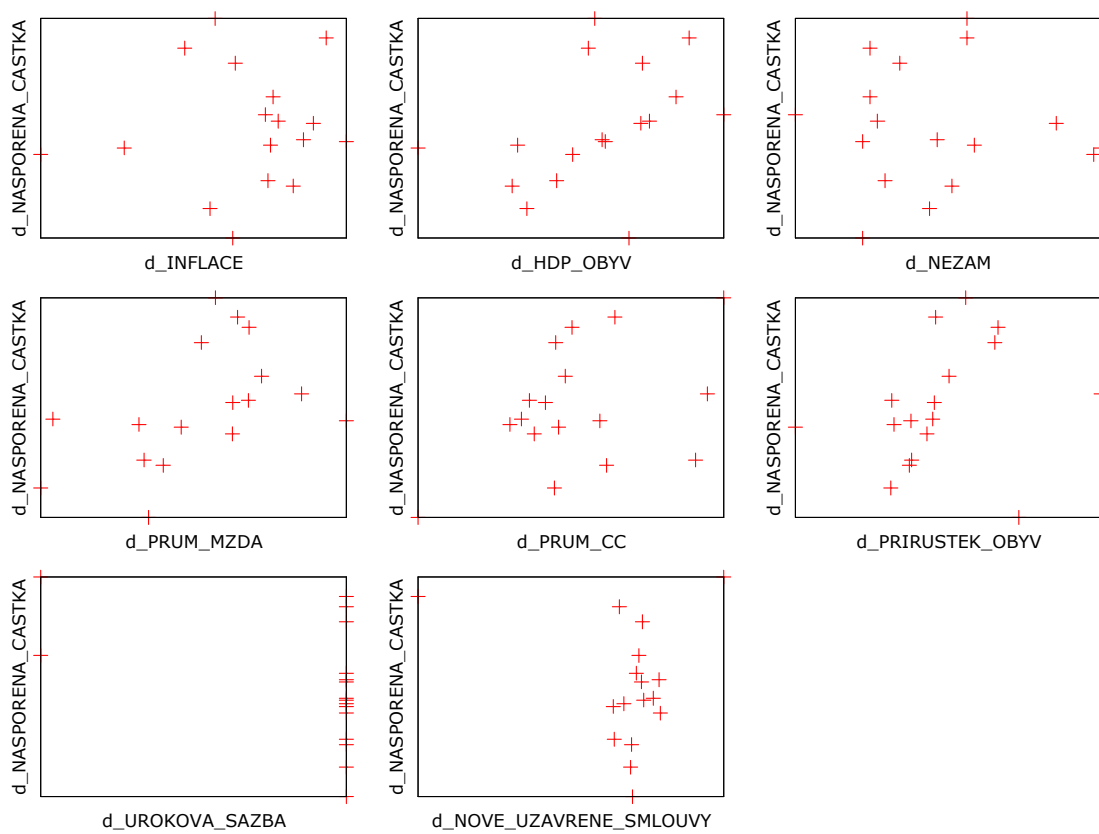 d_NASPORENA_CASTKA
d_INFLACE
d_NASPORENA_CASTKA
d_HDP_OBYV
d_NASPORENA_CASTKA
d_NEZAM
d_NASPORENA_CASTKA
d_PRUM_MZDA
d_NASPORENA_CASTKA
d_PRUM_CC
d_NASPORENA_CASTKA
d_PRIRUSTEK_OBYV
d_NASPORENA_CASTKA
d_UROKOVA_SAZBA
d_NASPORENA_CASTKA
d_NOVE_UZAVRENE_SMLOUVY